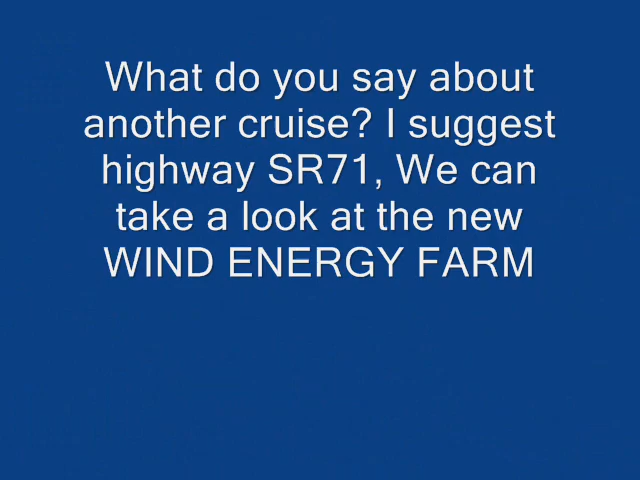 What do you say about
another cruise? I suggest
highway SR71, We can
take a look at the new
WIND ENERGY FARM